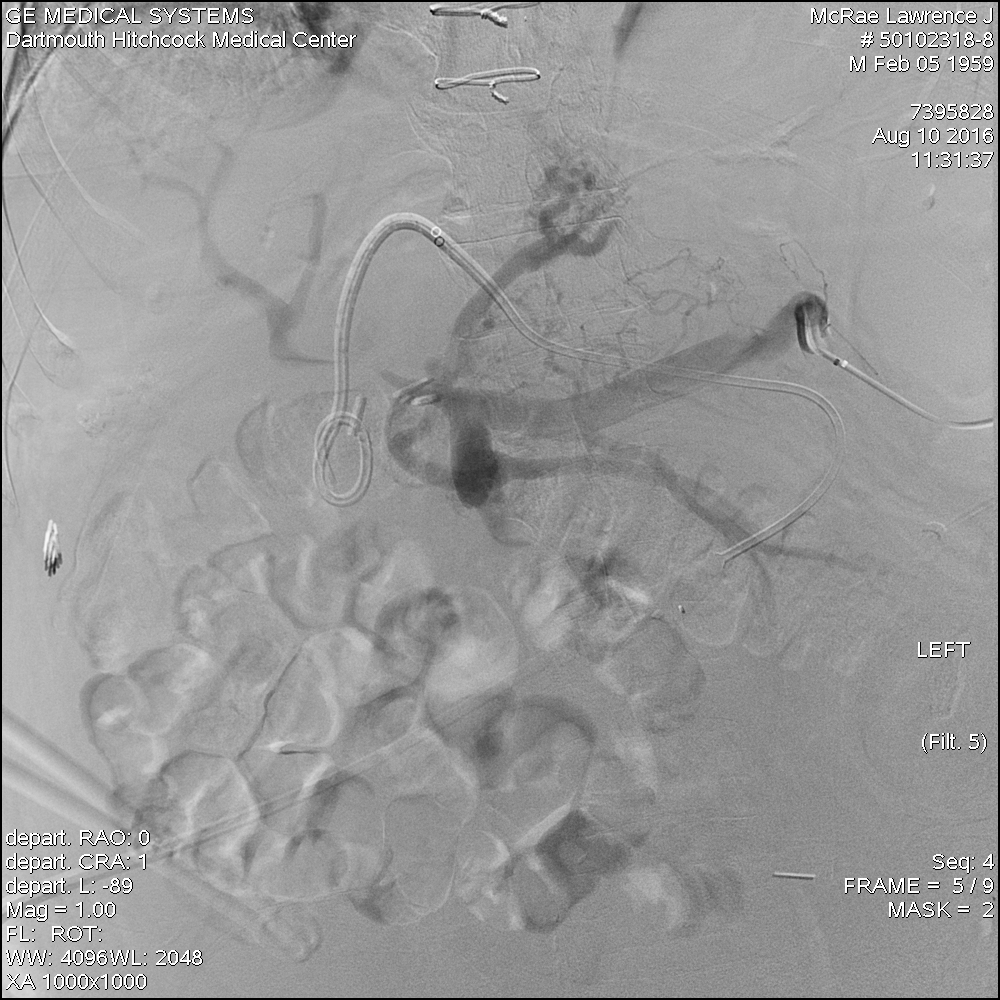 GE MEDICAL SYSTEMS
Dartmouth Hitchcock Medical Center
McRae Lawrence J
# 50102318-8
M Feb 05 1959
7395828
Aug 10 2016
11:31:37
LEFT
(Filt. 5)
depart. RAO: 0
depart. CRA: 1
depart. L: -89
Mag = 1.00
FL: ROT:
WW: 4096WL: 2048
XA 1000x1000
Seq: 4
FRAME = 5 / 9
MASK = 2